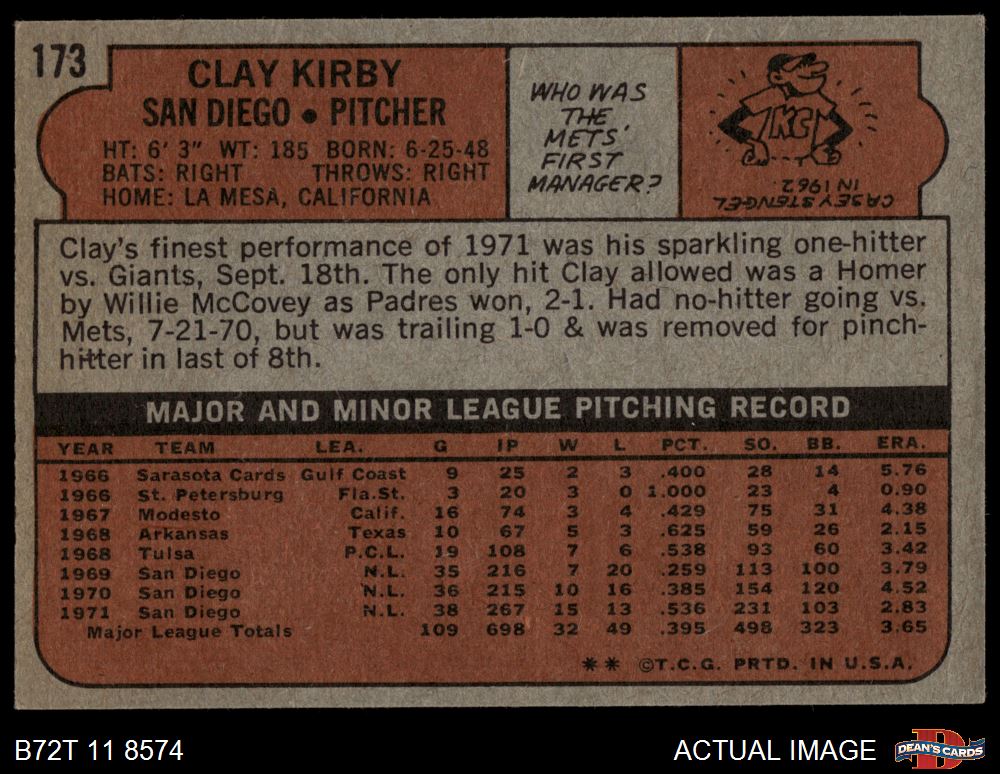 173
CLAY KIRBY
SAN DIEGO • PITCHER
HT: 6' 3" WT: 185 BORN: 6-25-48
BATS: RIGHT THROWS: RIGHT
HOME: LA MESA, CALIFORNIA
WHO WAS
THE
METS'
FIRST
MANAGER?
KC
CASEY STENGEL
IN 1962.
Clay's finest performance of 1971 was his sparkling one-hitter
vs. Giants, Sept. 18th. The only hit Clay allowed was a Homer
by Willie McCovey as Padres won, 2-1. Had no-hitter going vs.
Mets, 7-21-70, but was trailing 1-0 & was removed for pinch-
hitter in last of 8th.
MAJOR AND MINOR LEAGUE PITCHING RECORD
YEAR TEAM LEA. G IP W L PCT. SO. BB. ERA.
1966 Sarasota Cards Gulf Coast 9 25 2 3 .400 28 14 5.76
1966 St. Petersburg Fla.St. 3 20 3 0 1.000 23 4 0.90
1967 Modesto Calif. 16 74 3 4 .429 75 31 4.38
1968 Arkansas Texas 10 67 5 3 .625 59 26 2.15
1968 Tulsa P.C.L. 19 108 7 6 .538 93 60 3.42
1969 San Diego N.L. 35 216 7 20 .259 113 100 3.79
1970 San Diego N.L. 36 215 10 16 .385 154 120 4.52
1971 San Diego N.L. 38 267 15 13 .536 231 103 2.83
Major League Totals 109 698 32 49 .395 498 323 3.65
** ©T.C.G. PRTD. IN U.S.A.
B72T 11 8574
ACTUAL IMAGE
D
DEAN'S CARDS